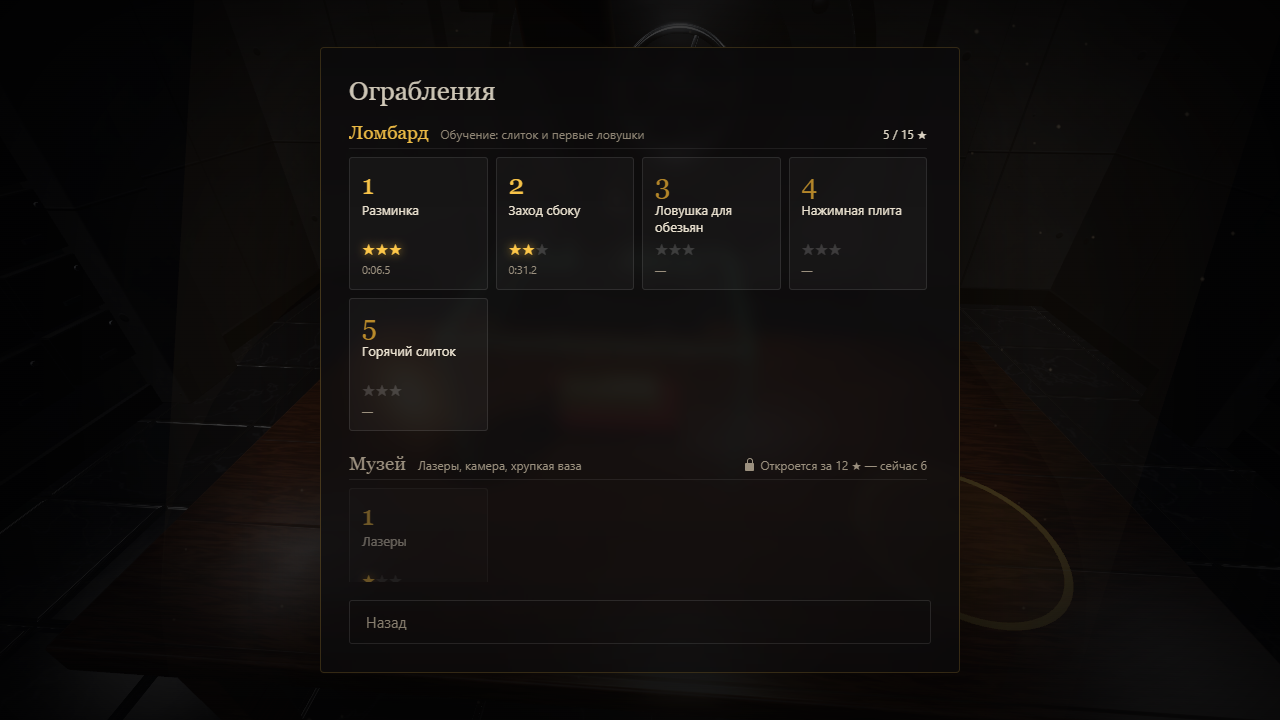 Ограбления
Ломбард Обучение: слиток и первые ловушки 5 / 15 ★
1
Разминка
★★★
0:06.5
2
Заход сбоку
★★★
0:31.2
3
Ловушка для
обезьян
★★★
—
4
Нажимная плита
★★★
—
5
Горячий слиток
★★★
—
Музей Лазеры, камера, хрупкая ваза Откроется за 12 ★ — сейчас 6
1
Лазеры
★★★
Назад